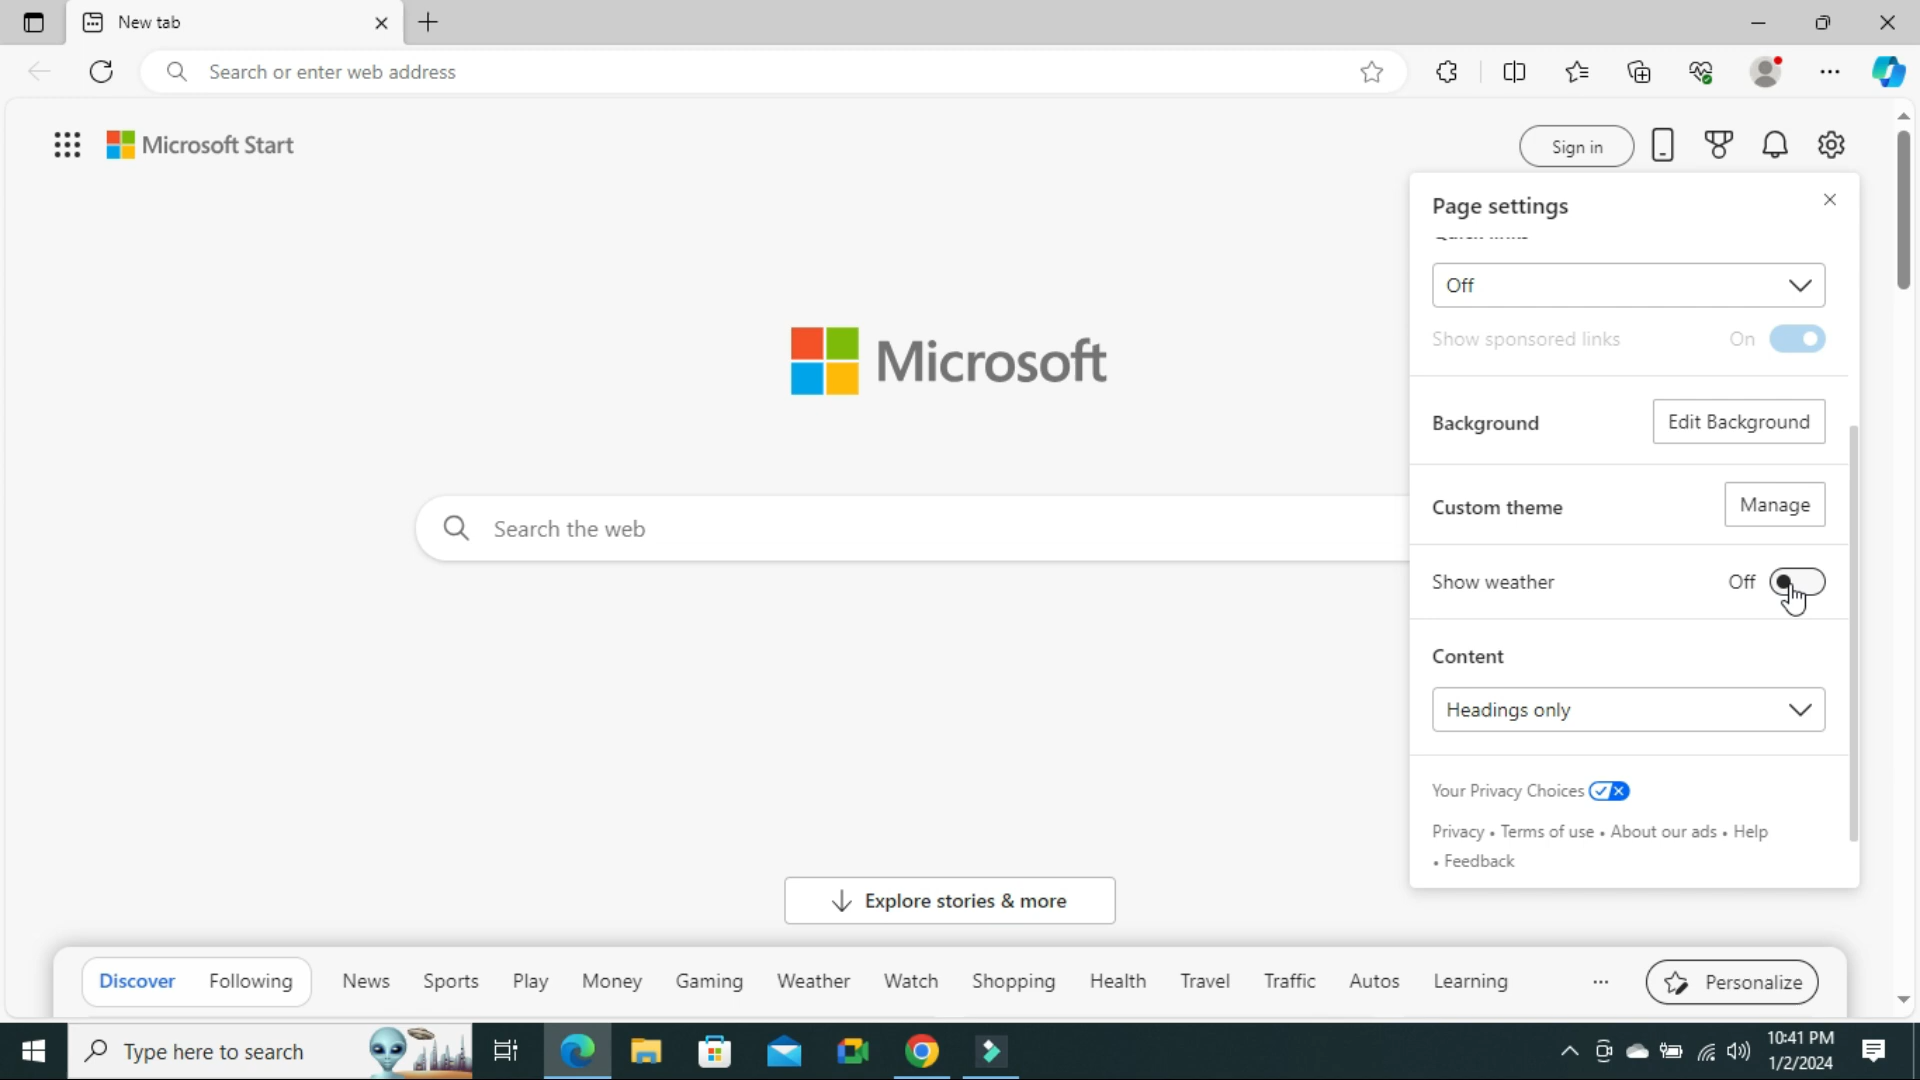 New tab
Search or enter web address
Microsoft Start
Sign in
Page settings
Off
Show sponsored links On
Microsoft
Background Edit Background
Custom theme Manage
Search the web
Show weather Off
Content
Headings only
Your Privacy Choices
Privacy • Terms of use • About our ads • Help
• Feedback
Explore stories & more
Discover Following News Sports Play Money Gaming Weather Watch Shopping Health Travel Traffic Autos Learning ... Personalize
Type here to search
10:41 PM
1/2/2024